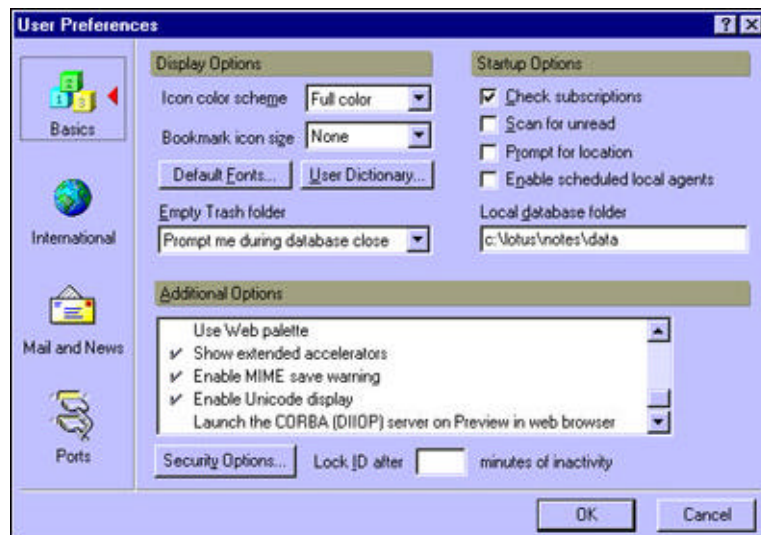 User Preferences
Basics
International
Mail and News
Ports
Display Options
Icon color scheme Full color
Bookmark icon size None
Default Fonts... User Dictionary...
Empty Trash folder
Prompt me during database close
Startup Options
Check subscriptions
Scan for unread
Prompt for location
Enable scheduled local agents
Local database folder
c:\lotus\notes\data
Additional Options
Use Web palette
Show extended accelerators
Enable MIME save warning
Enable Unicode display
Launch the CORBA (DIIOP) server on Preview in web browser
Security Options... Lock ID after minutes of inactivity
OK Cancel